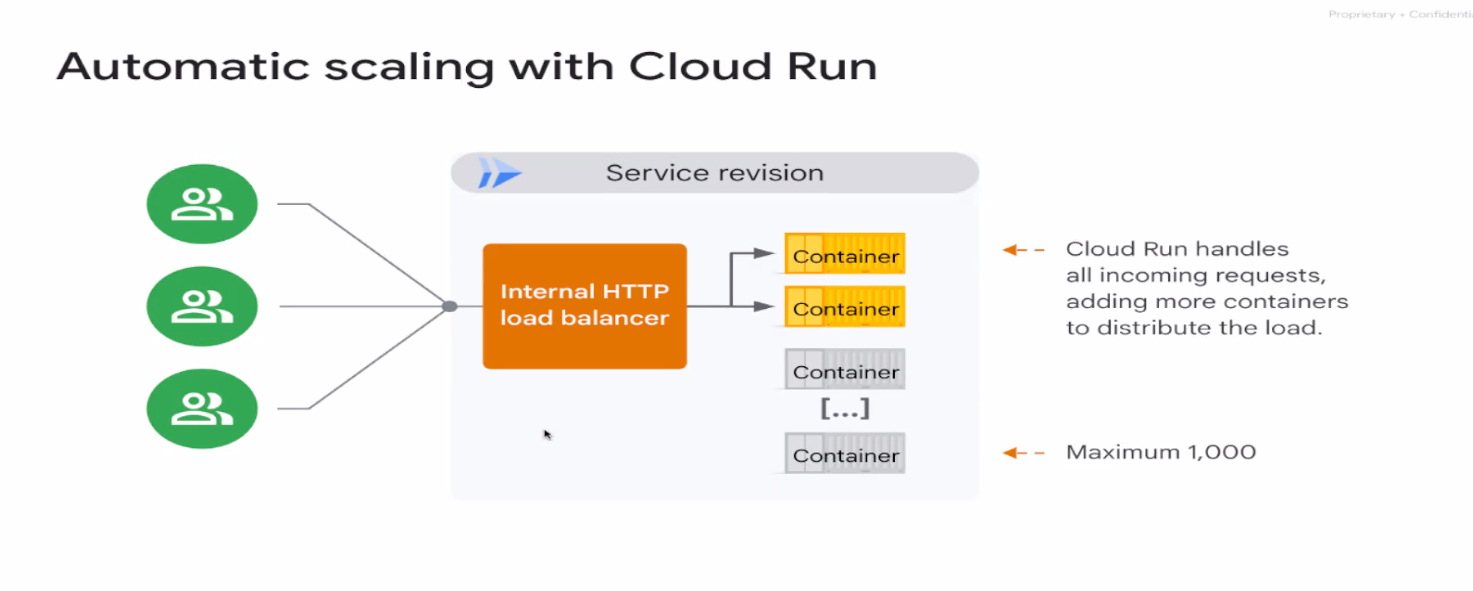 Proprietary + Confidential
Automatic scaling with Cloud Run
Service revision
Internal HTTP
load balancer
Container
Container
Container
[...]
Container
Cloud Run handles
all incoming requests,
adding more containers
to distribute the load.
Maximum 1,000